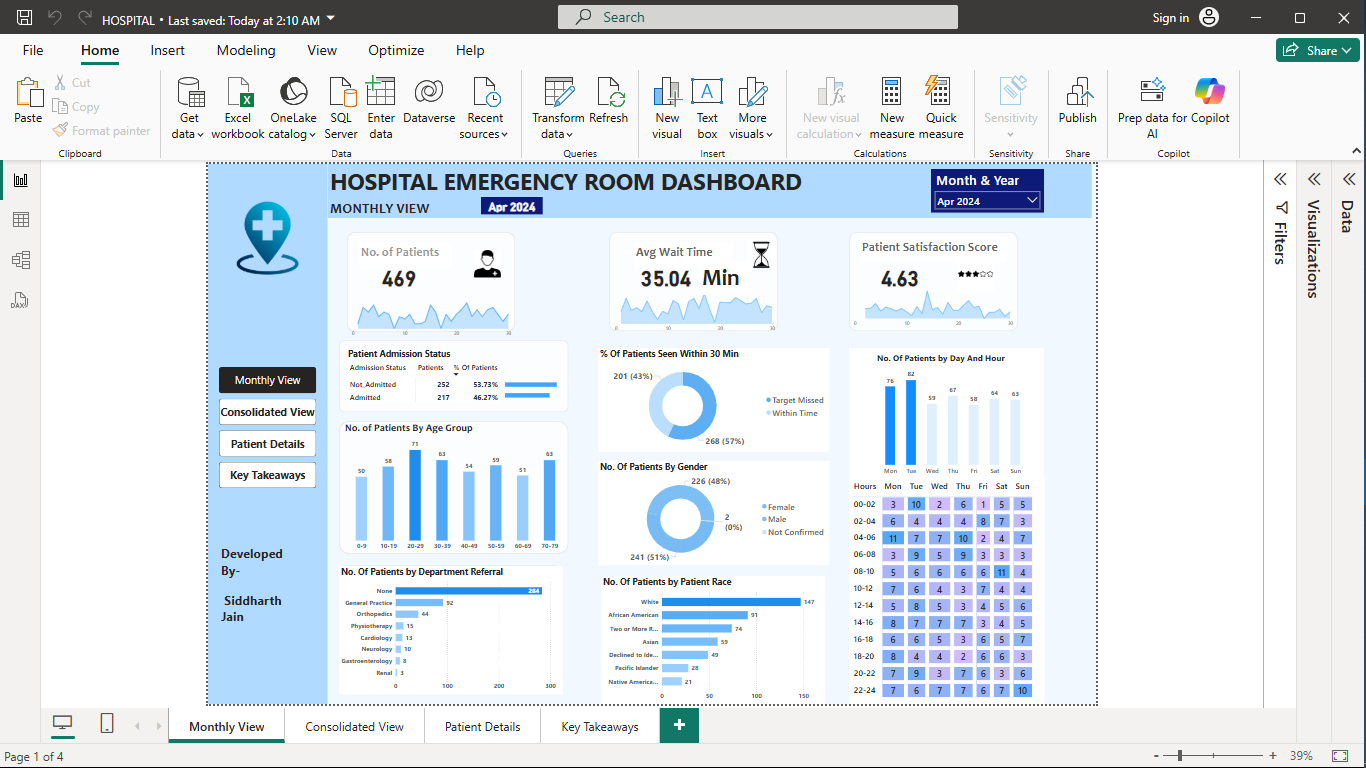 HOSPITAL • Last saved: Today at 2:10 AM
Search
Sign in
File Home Insert Modeling View Optimize Help
Share
Paste
Cut
Copy
Format painter
Clipboard
Get data
Excel workbook
OneLake catalog
SQL Server
Enter data
Dataverse
Recent sources
Data
Transform data
Refresh
Queries
New visual
Text box
More visuals
Insert
New visual calculation
New measure
Quick measure
Calculations
Sensitivity
Sensitivity
Publish
Share
Prep data for AI
Copilot
Copilot
HOSPITAL EMERGENCY ROOM DASHBOARD
MONTHLY VIEW
Apr 2024
Month & Year
Apr 2024
Monthly View
Consolidated View
Patient Details
Key Takeaways
Developed
By-
Siddharth
Jain
No. of Patients
469
0 10 20 30
Avg Wait Time
35.04 Min
0 10 20 30
Patient Satisfaction Score
4.63
0 10 20 30
Patient Admission Status
Admission Status Patients % Of Patients
Not_Admitted 252 53.73%
Admitted 217 46.27%
No. of Patients By Age Group
50 58 71 63 54 59 51 63
0-9 10-19 20-29 30-39 40-49 50-59 60-69 70-79
No. Of Patients by Department Referral
None 284
General Practice 92
Orthopedics 44
Physiotherapy 15
Cardiology 13
Neurology 10
Gastroenterology 8
Renal 3
0 100 200 300
% Of Patients Seen Within 30 Min
201 (43%)
268 (57%)
Target Missed
Within Time
No. Of Patients By Gender
226 (48%)
2
(0%)
241 (51%)
Female
Male
Not Confirmed
No. Of Patients by Patient Race
White 147
African American 91
Two or More R... 74
Asian 59
Declined to Ide... 49
Pacific Islander 28
Native America... 21
0 50 100 150
No. Of Patients by Day And Hour
76 82 59 67 58 64 63
Mon Tue Wed Thu Fri Sat Sun
Hours Mon Tue Wed Thu Fri Sat Sun
00-02 3 10 2 6 1 5 5
02-04 6 4 4 4 8 7 3
04-06 11 7 7 10 2 4 4
06-08 3 9 5 9 3 3 3
08-10 5 6 6 6 6 11 4
10-12 7 6 4 3 7 4 4
12-14 5 8 5 3 4 5 6
14-16 8 7 7 7 3 4 5
16-18 6 6 5 3 6 5 7
18-20 8 4 4 2 6 6 3
20-22 7 9 3 7 6 3 6
22-24 7 6 7 7 6 7 10
Filters
Visualizations
Data
DAX
Monthly View Consolidated View Patient Details Key Takeaways
Page 1 of 4
39%